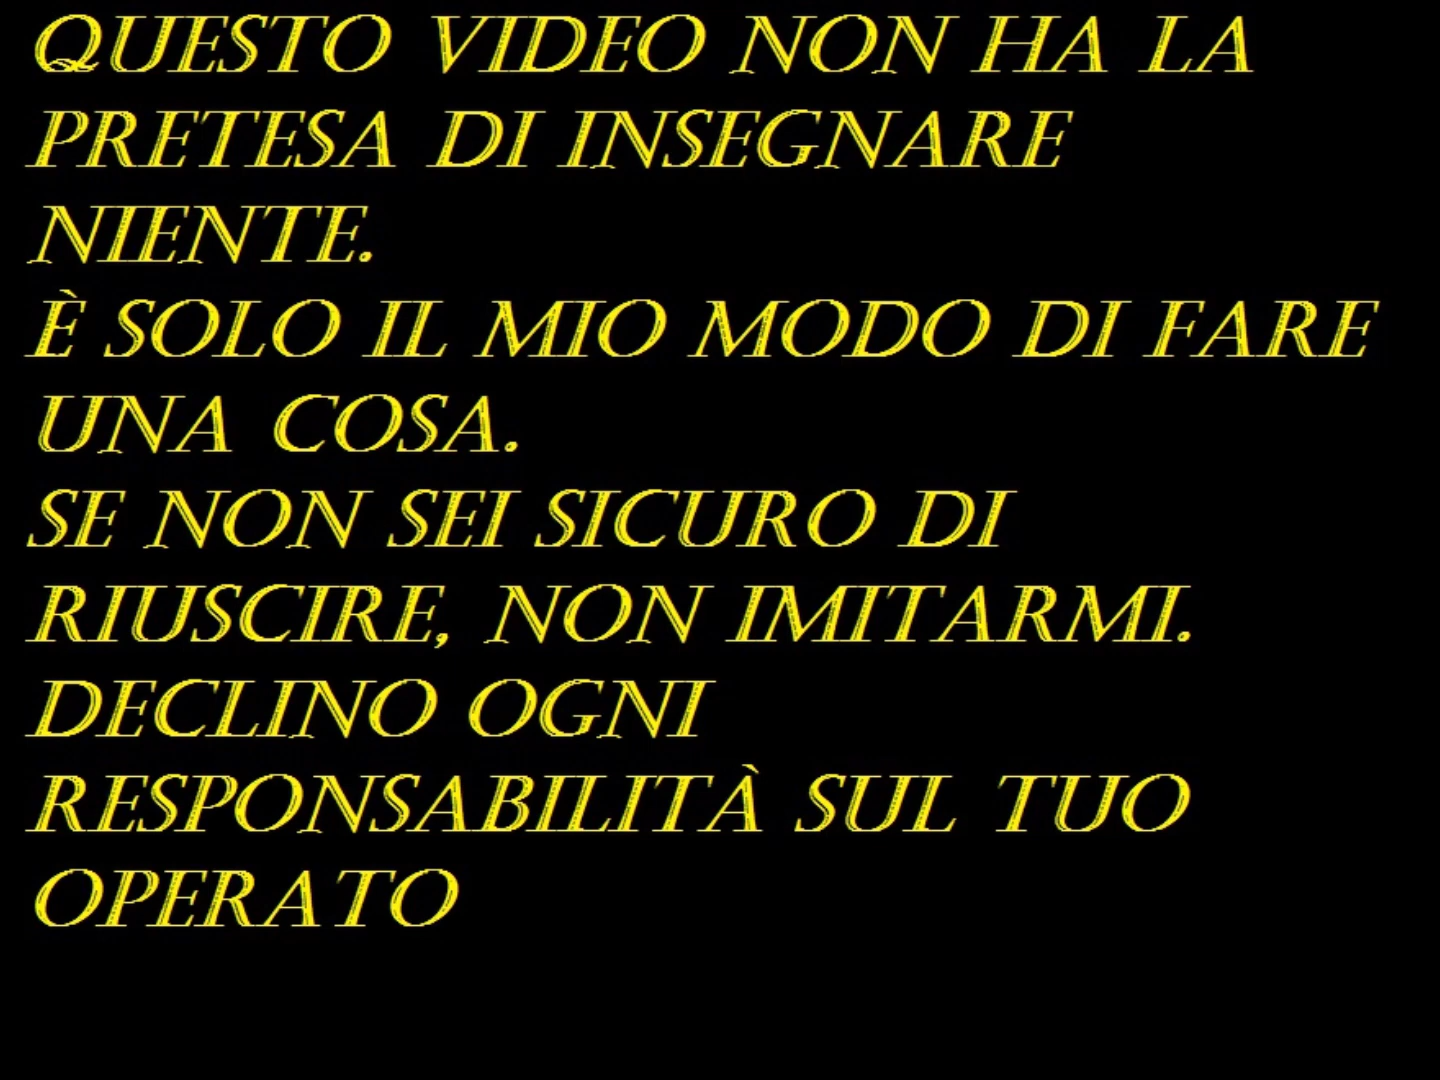 QUESTO VIDEO NON HA LA
PRETESA DI INSEGNARE
NIENTE.
È SOLO IL MIO MODO DI FARE
UNA COSA.
SE NON SEI SICURO DI
RIUSCIRE, NON IMITARMI.
DECLINO OGNI
RESPONSABILITÀ SUL TUO
OPERATO